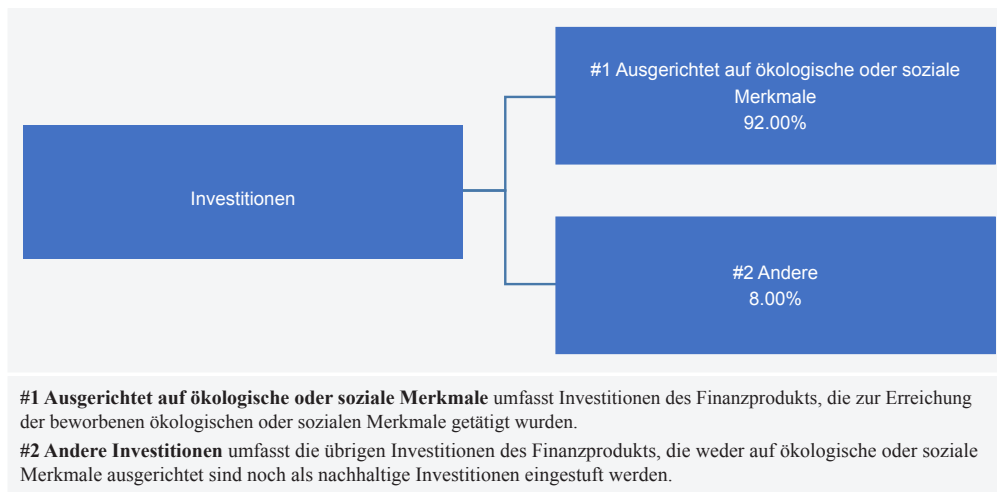 #1 Ausgerichtet auf ökologische oder soziale
Merkmale
92.00%
Investitionen
#2 Andere
8.00%
#1 Ausgerichtet auf ökologische oder soziale Merkmale umfasst Investitionen des Finanzprodukts, die zur Erreichung
der beworbenen ökologischen oder sozialen Merkmale getätigt wurden.
#2 Andere Investitionen umfasst die übrigen Investitionen des Finanzprodukts, die weder auf ökologische oder soziale
Merkmale ausgerichtet sind noch als nachhaltige Investitionen eingestuft werden.